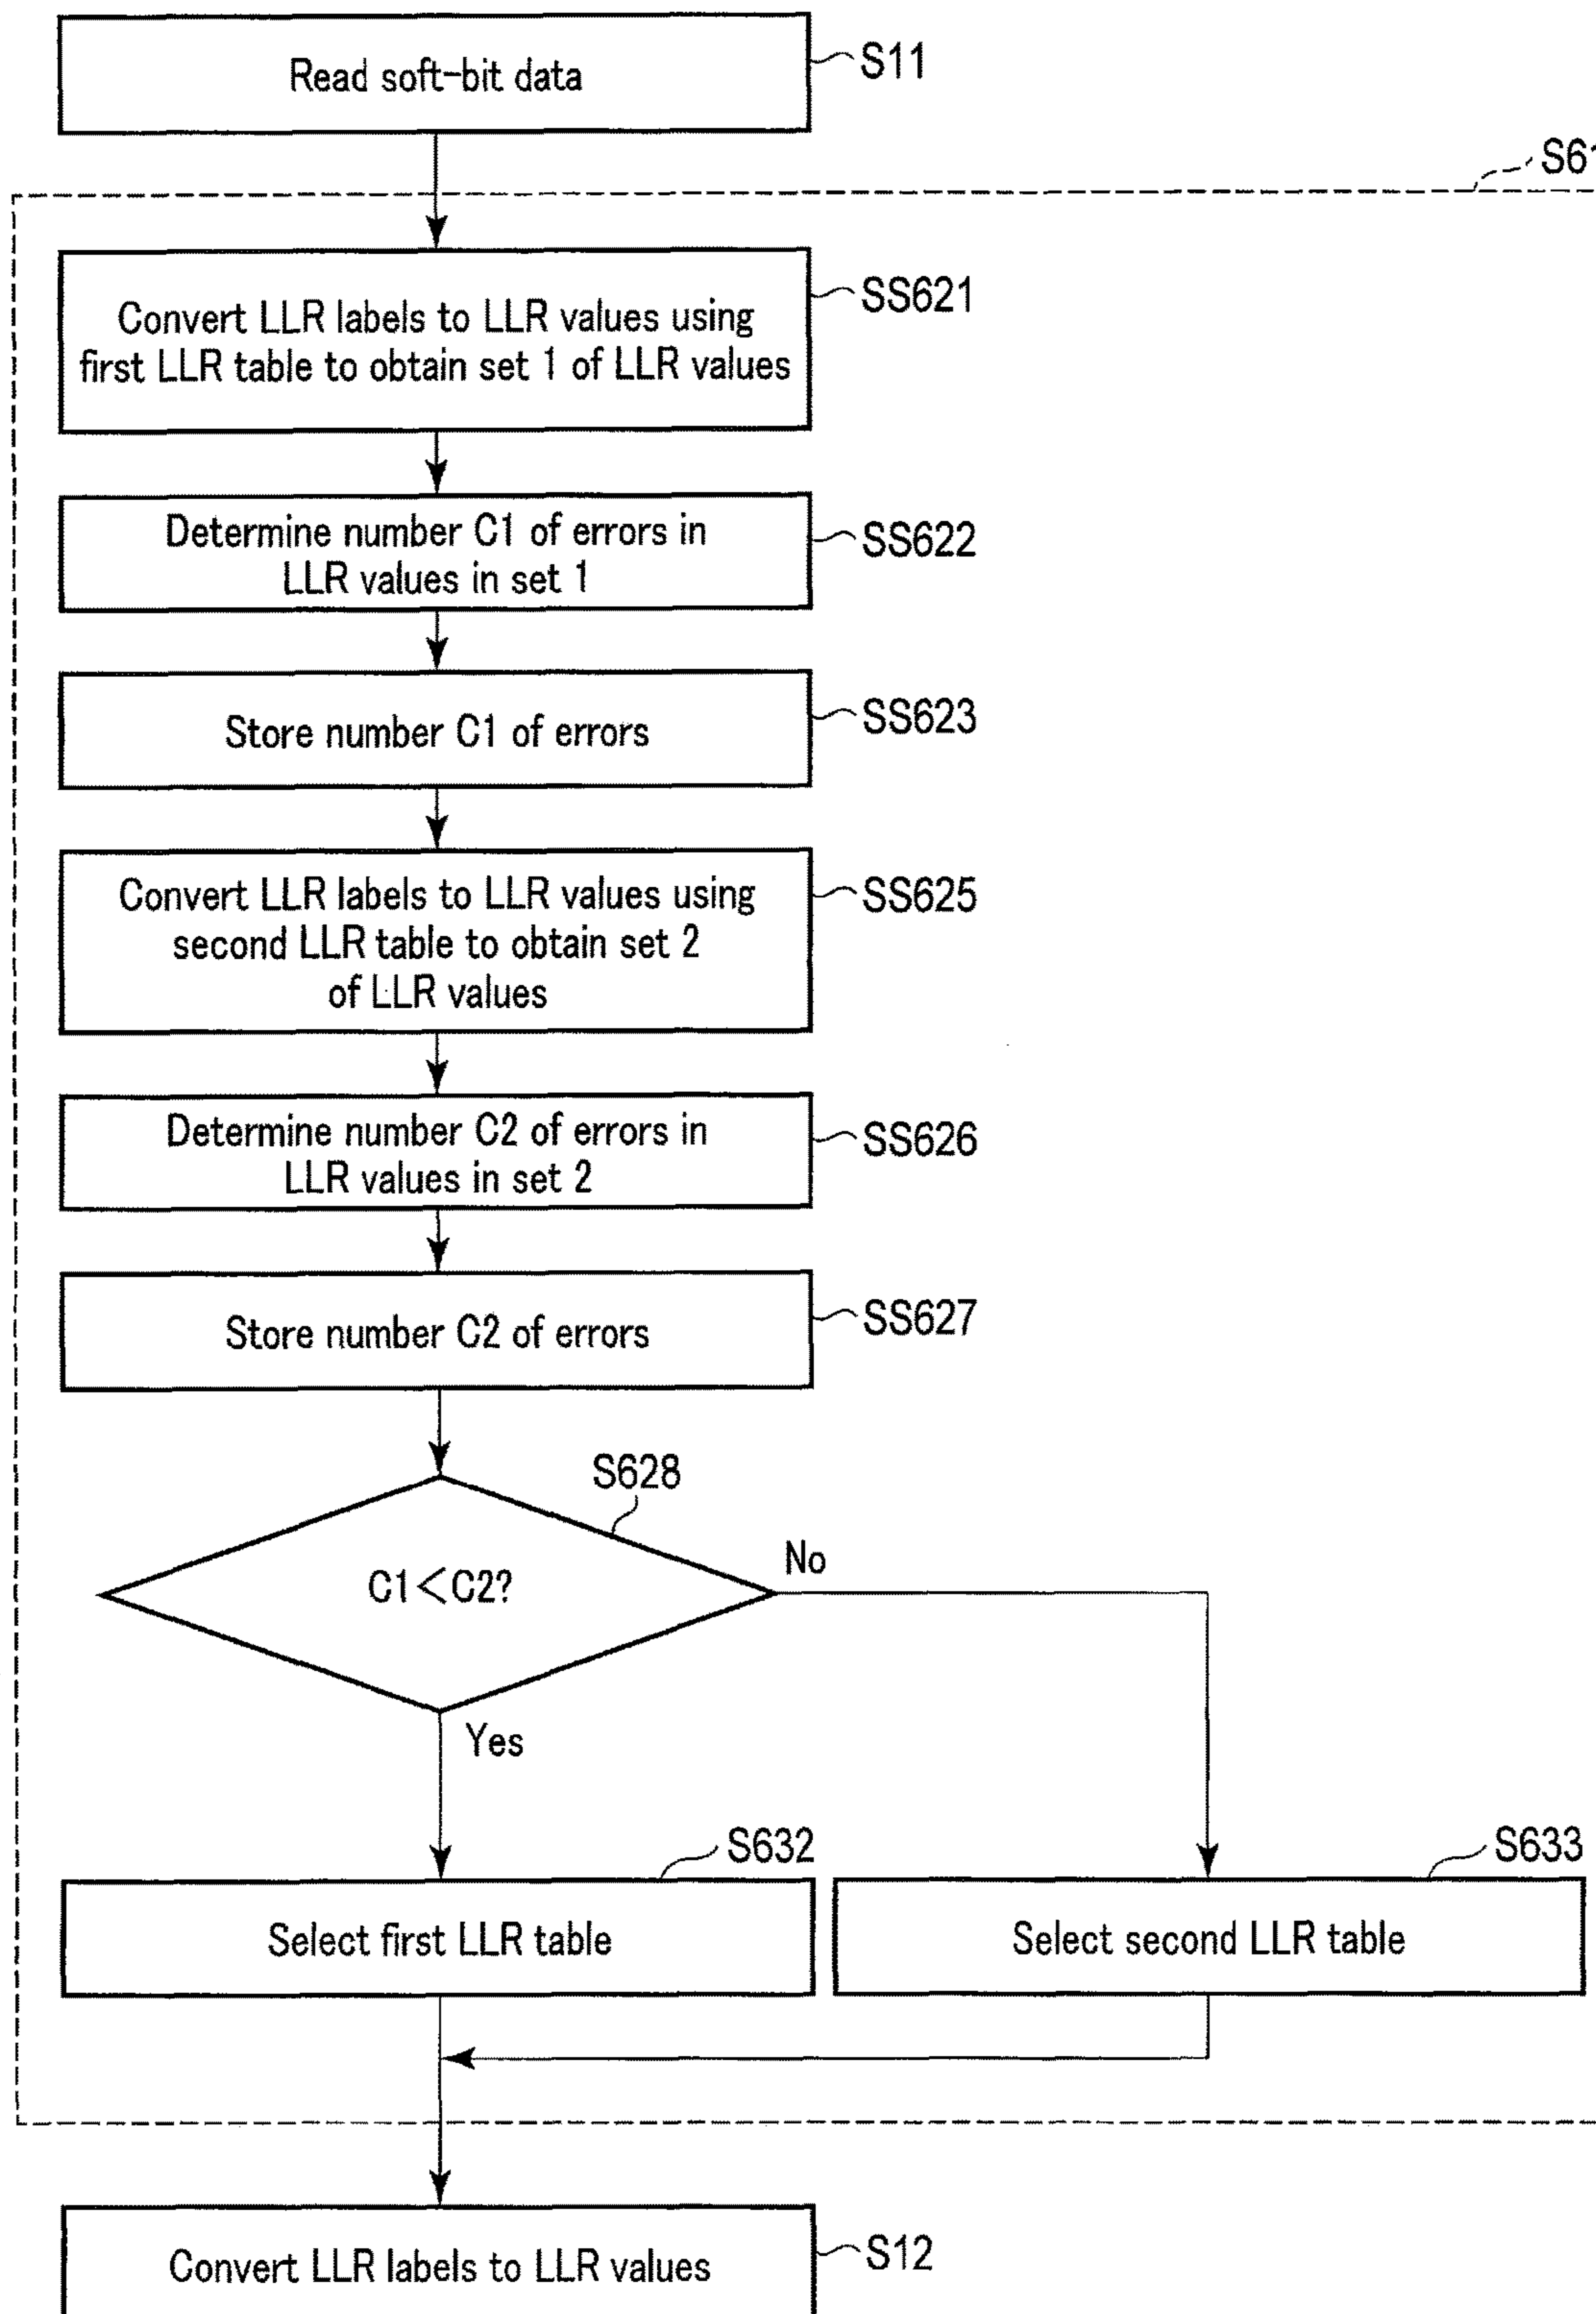 Read soft-bit data
S11
S61
Convert LLR labels to LLR values using
first LLR table to obtain set 1 of LLR values
SS621
Determine number C1 of errors in
LLR values in set 1
SS622
Store number C1 of errors
SS623
Convert LLR labels to LLR values using
second LLR table to obtain set 2
of LLR values
SS625
Determine number C2 of errors in
LLR values in set 2
SS626
Store number C2 of errors
SS627
S628
C1<C2?
No
Yes
S632
S633
Select first LLR table
Select second LLR table
Convert LLR labels to LLR values
S12